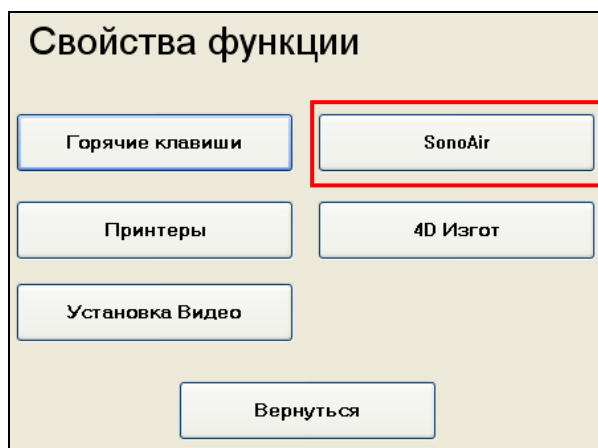 Свойства функции
Горячие клавиши
SonoAir
Принтеры
4D Изгот
Установка Видео
Вернуться